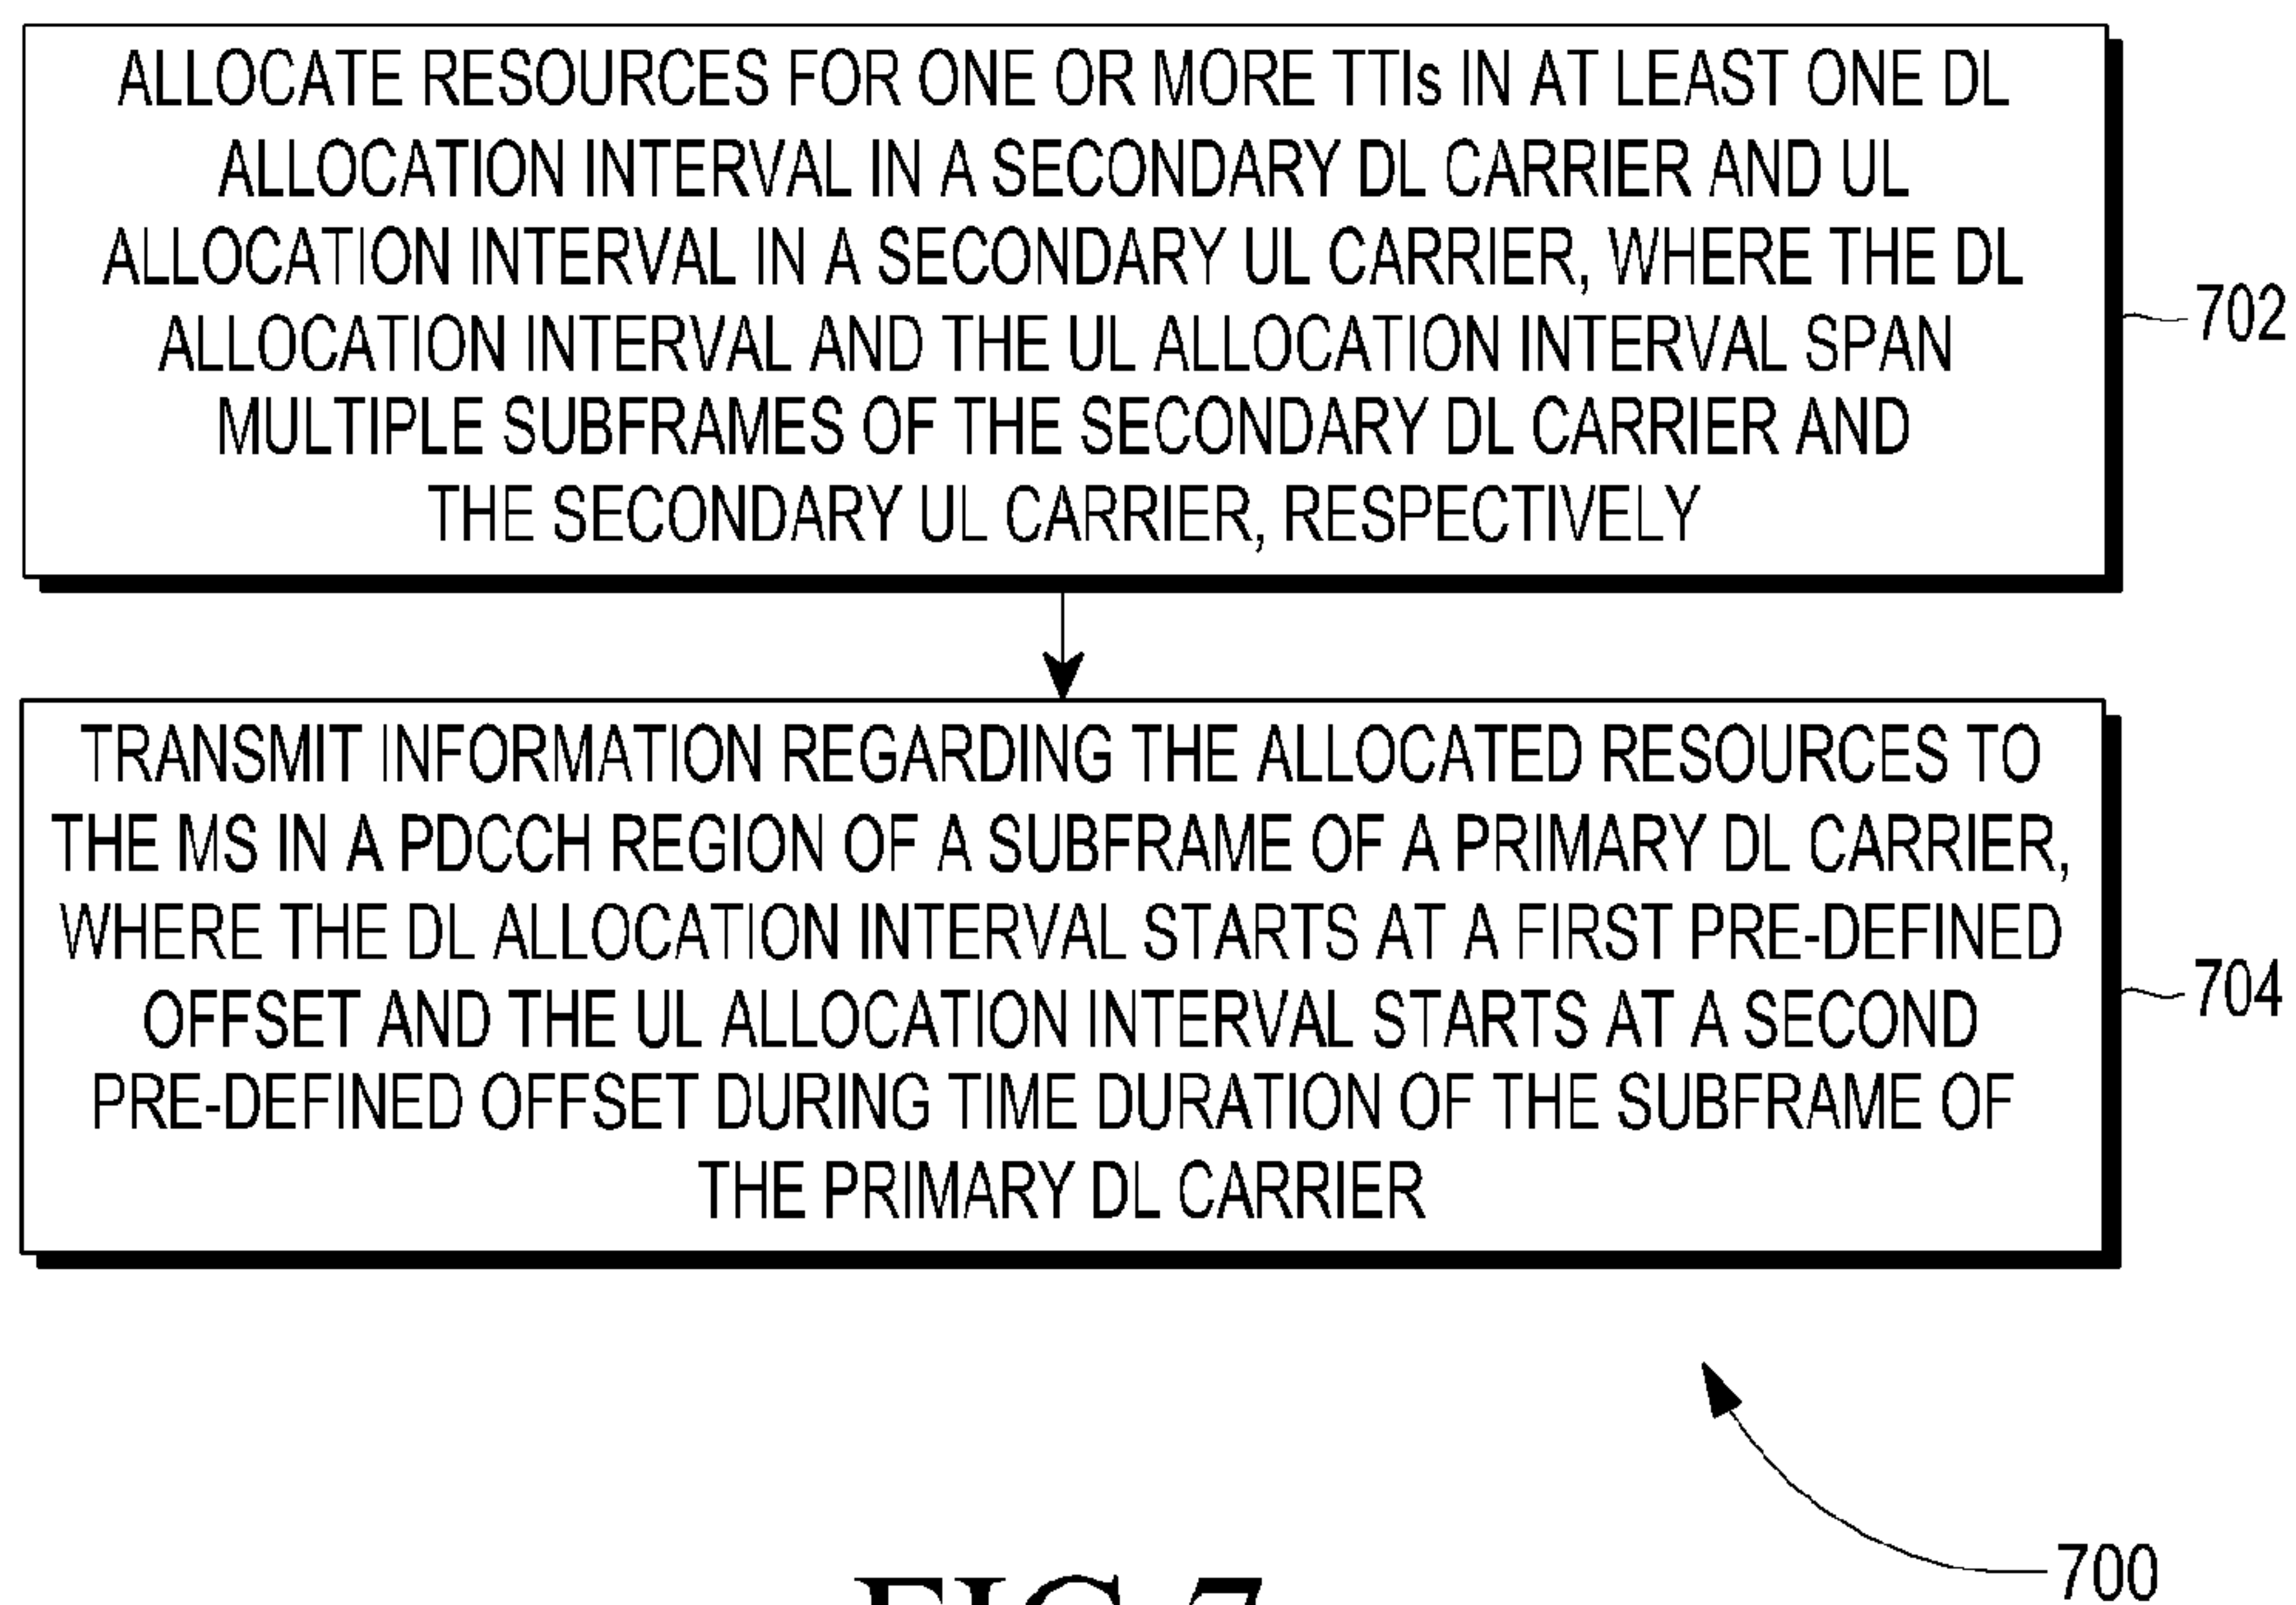 ALLOCATE RESOURCES FOR ONE OR MORE TTIs IN AT LEAST ONE DL
ALLOCATION INTERVAL IN A SECONDARY DL CARRIER AND UL
ALLOCATION INTERVAL IN A SECONDARY UL CARRIER, WHERE THE DL
ALLOCATION INTERVAL AND THE UL ALLOCATION INTERVAL SPAN
MULTIPLE SUBFRAMES OF THE SECONDARY DL CARRIER AND
THE SECONDARY UL CARRIER, RESPECTIVELY
702
TRANSMIT INFORMATION REGARDING THE ALLOCATED RESOURCES TO
THE MS IN A PDCCH REGION OF A SUBFRAME OF A PRIMARY DL CARRIER,
WHERE THE DL ALLOCATION INTERVAL STARTS AT A FIRST PRE-DEFINED
OFFSET AND THE UL ALLOCATION INTERVAL STARTS AT A SECOND
PRE-DEFINED OFFSET DURING TIME DURATION OF THE SUBFRAME OF
THE PRIMARY DL CARRIER
704
700
FIG.7